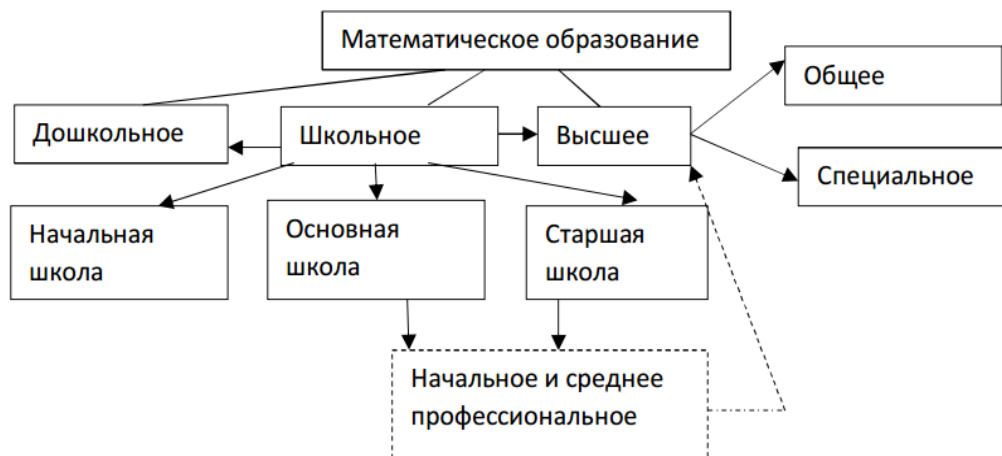 Математическое образование
Общее
Дошкольное
Школьное
Высшее
Специальное
Начальная
школа
Основная
школа
Старшая
школа
Начальное и среднее
профессиональное